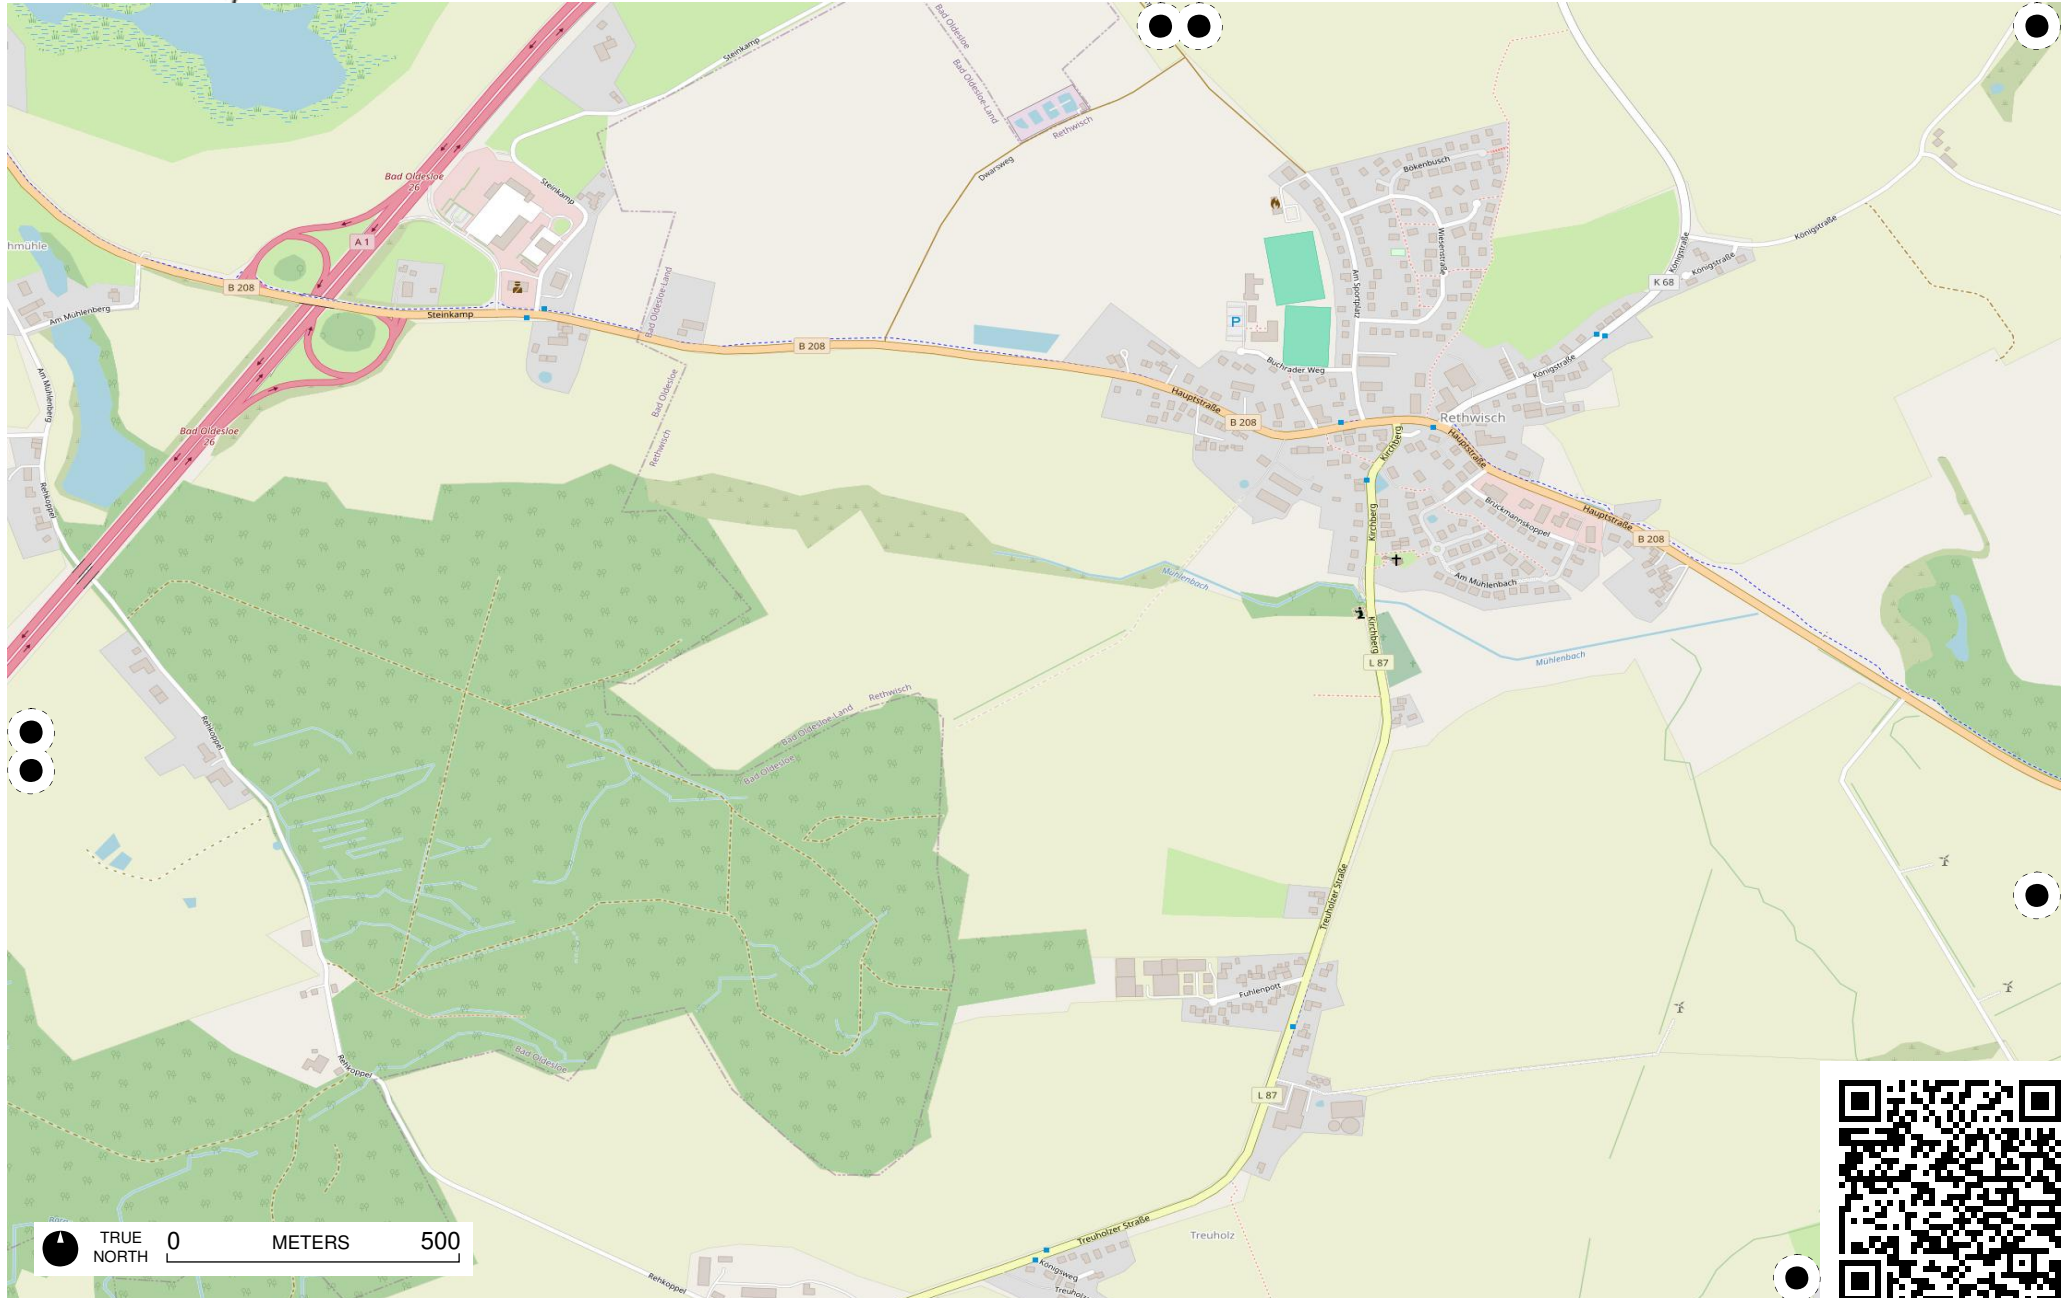 Steinkamp
Bad Oldesloe
Bad Oldesloe-Land
Rethwisch
Dwarsweg
Bad Oldesloe
26
Steinkamp
A 1
B 208
Am Mühlenberg
hmühle
Steinkamp
Bad Oldesloe-Land
B 208
Bökenbusch
Wiesenstraße
Am Sportplatz
Königstraße
Königstraße
Königstraße
K 68
P
Buchrader Weg
Königstraße
Am Mühlenberg
Bad Oldesloe
Rethwisch
Hauptstraße
B 208
Rethwisch
Hauptstraße
Kirchberg
Bad Oldesloe
26
Rehkoppel
Bruckmannskoppel
Hauptstraße
B 208
Kirchberg
Am Mühlenbach
Mühlenbach
Kirchberg
L 87
Mühlenbach
Rethwisch
Bad Oldesloe-Land
Bad Oldesloe
Rehkoppel
Treuholzer Straße
Fuhlenpott
Bad Oldesloe
Rehkoppel
L 87
Treuholzer Straße
Treuholz
Königsweg
Rehkoppel
TRUE
NORTH
0 METERS 500